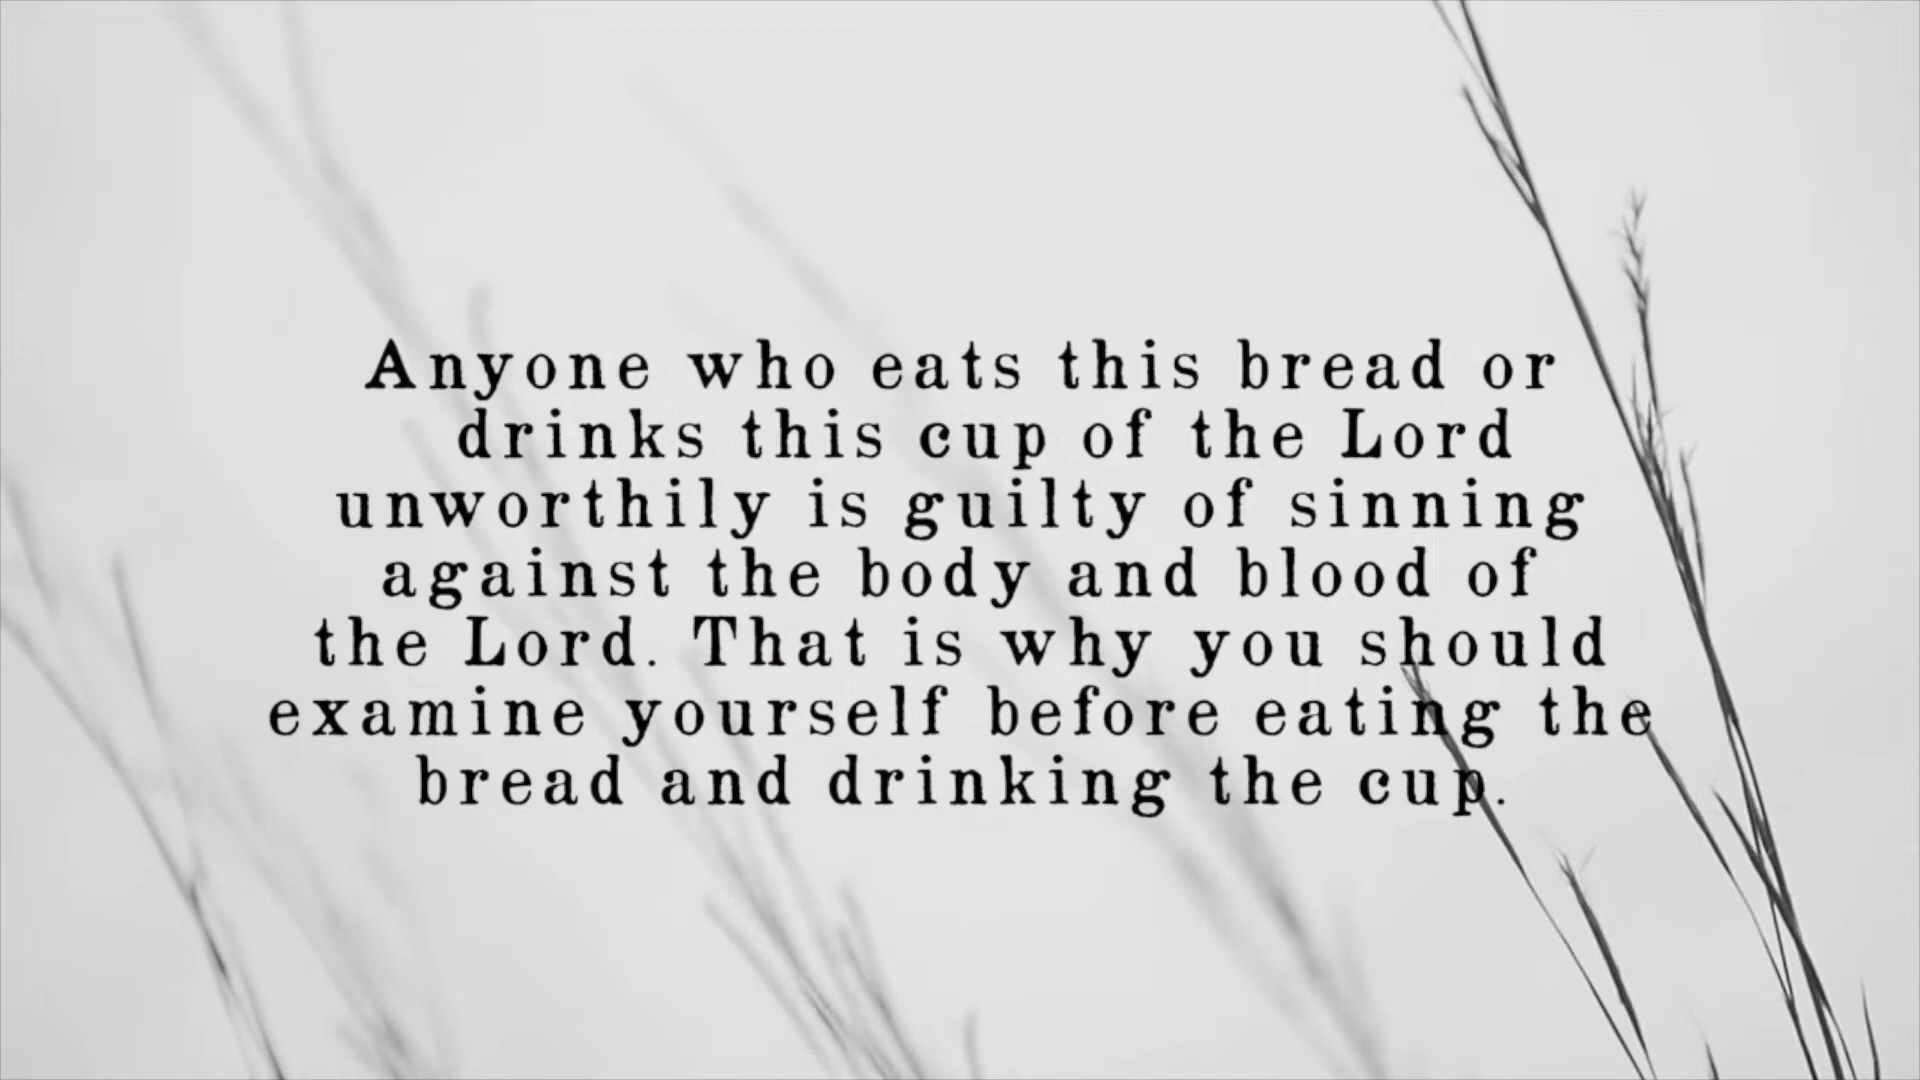 Anyone who eats this bread or
drinks this cup of the Lord
unworthily is guilty of sinning
against the body and blood of
the Lord. That is why you should
examine yourself before eating the
bread and drinking the cup.